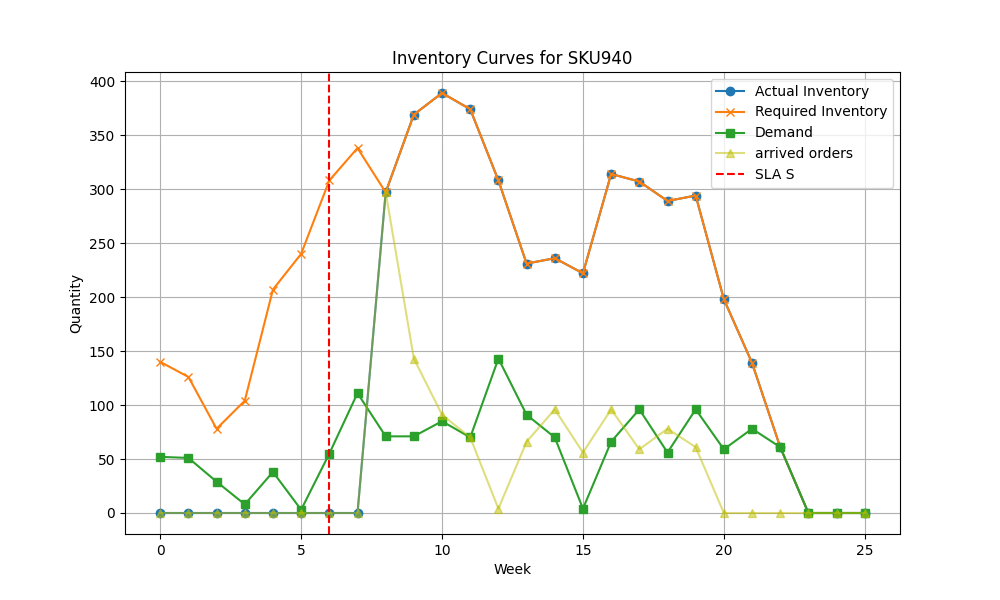 Inventory Curves for SKU940
Actual Inventory
Required Inventory
Demand
arrived orders
SLA S
Quantity
400
350
300
250
200
150
100
50
0
0 5 10 15 20 25
Week